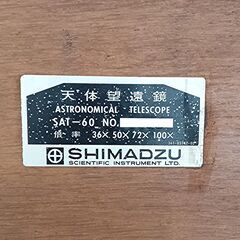 天体望遠鏡
ASTRONOMICAL TELESCOPE
SAT-60 NO.
倍率 36× 50× 72× 100×
SHIMADZU
SCIENTIFIC INSTRUMENT LTD.